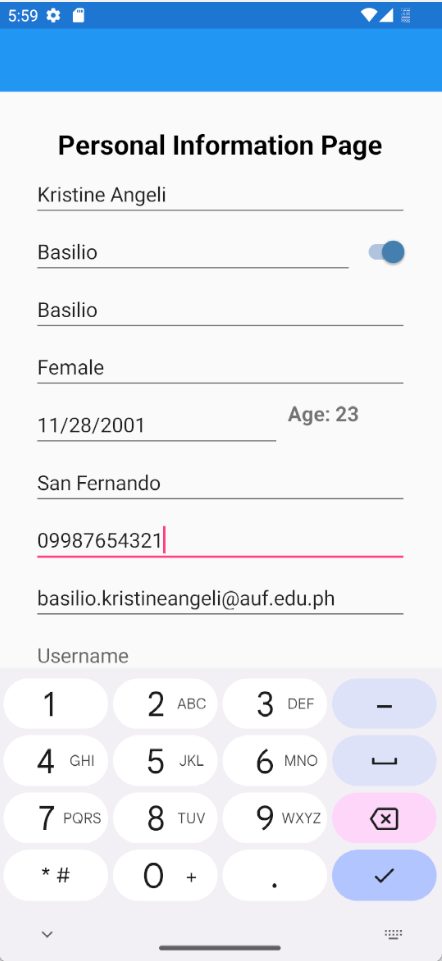 5:59
Personal Information Page
Kristine Angeli
Basilio
Basilio
Female
11/28/2001 Age: 23
San Fernando
09987654321
basilio.kristineangeli@auf.edu.ph
Username
1 2 ABC 3 DEF –
4 GHI 5 JKL 6 MNO
7 PQRS 8 TUV 9 WXYZ
* # 0 + .